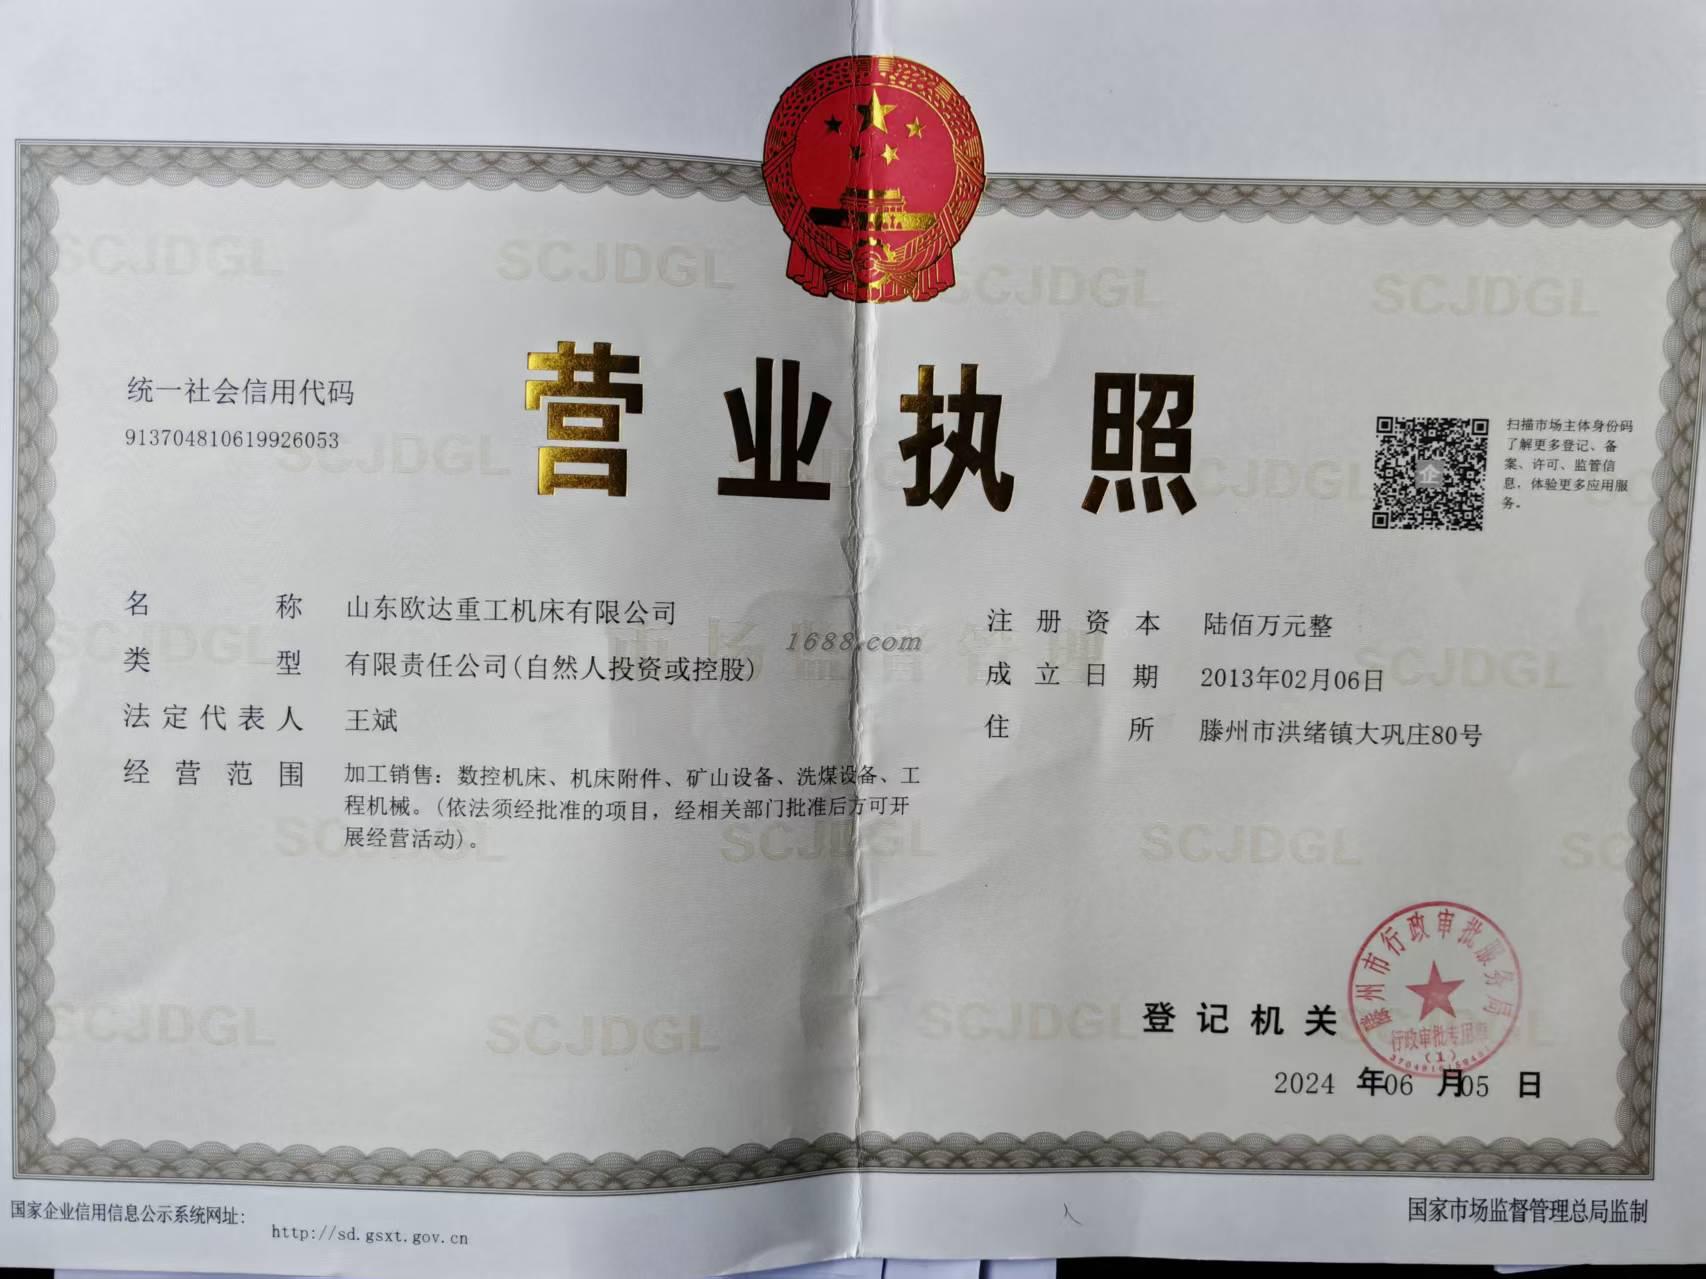 营业执照
统一社会信用代码
913704810619926053
扫描市场主体身份码
了解更多登记、备
案、许可、监管信
息，体验更多应用服
务。
名称 山东欧达重工机床有限公司
类型 有限责任公司(自然人投资或控股)
法定代表人 王斌
经营范围 加工销售：数控机床、机床附件、矿山设备、洗煤设备、工
程机械。(依法须经批准的项目，经相关部门批准后方可开
展经营活动)。
注册资本 陆佰万元整
成立日期 2013年02月06日
住所 滕州市洪绪镇大巩庄80号
1688.com
市场监督管理
SCJDGL
登记机关
滕州市行政审批服务局
行政审批专用章
(1)
2024 年06 月05 日
国家企业信用信息公示系统网址：
http://sd.gsxt.gov.cn
国家市场监督管理总局监制